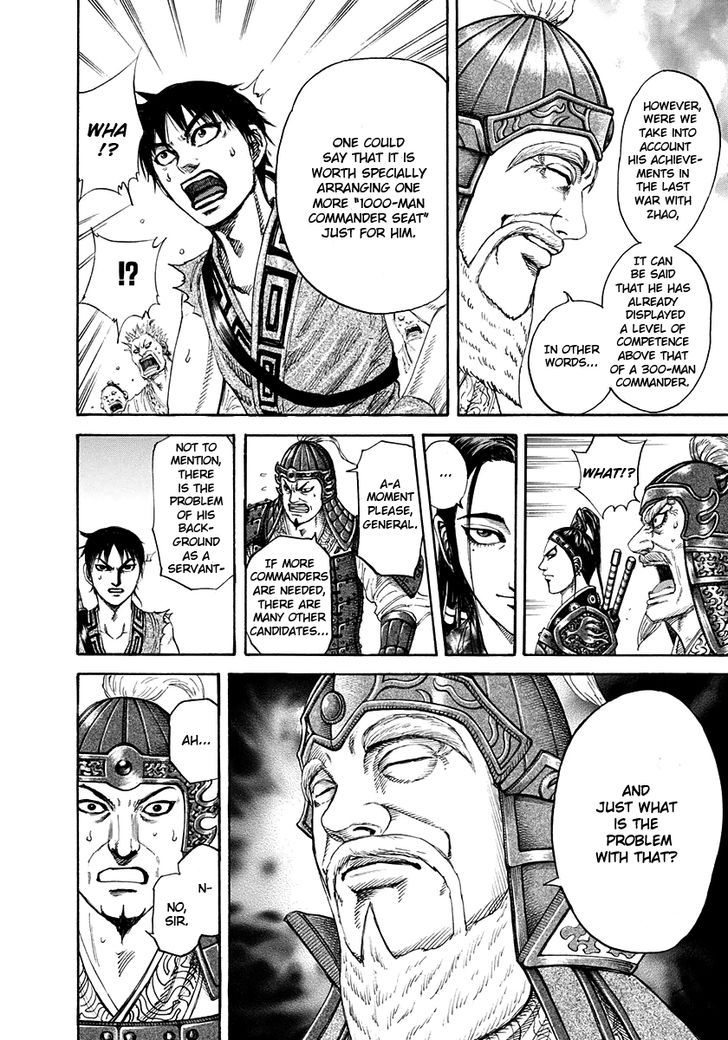 HOWEVER,
WERE WE
TAKE INTO
ACCOUNT
HIS ACHIEVE-
MENTS IN
THE LAST
WAR WITH
ZHAO,
IT CAN
BE SAID
THAT HE HAS
ALREADY
DISPLAYED
A LEVEL OF
COMPETENCE
ABOVE THAT
OF A 300-MAN
COMMANDER.
IN OTHER
WORDS...
ONE COULD
SAY THAT IT IS
WORTH SPECIALLY
ARRANGING ONE
MORE "1000-MAN
COMMANDER SEAT"
JUST FOR HIM.
WHA
!?
!?
WHAT!?
...
A-A
MOMENT
PLEASE,
GENERAL.
IF MORE
COMMANDERS
ARE NEEDED,
THERE ARE
MANY OTHER
CANDIDATES...
NOT TO
MENTION,
THERE
IS THE
PROBLEM
OF HIS
BACK-
GROUND
AS A
SERVANT-
AND
JUST WHAT
IS THE
PROBLEM
WITH THAT?
AH...
N-
NO,
SIR.